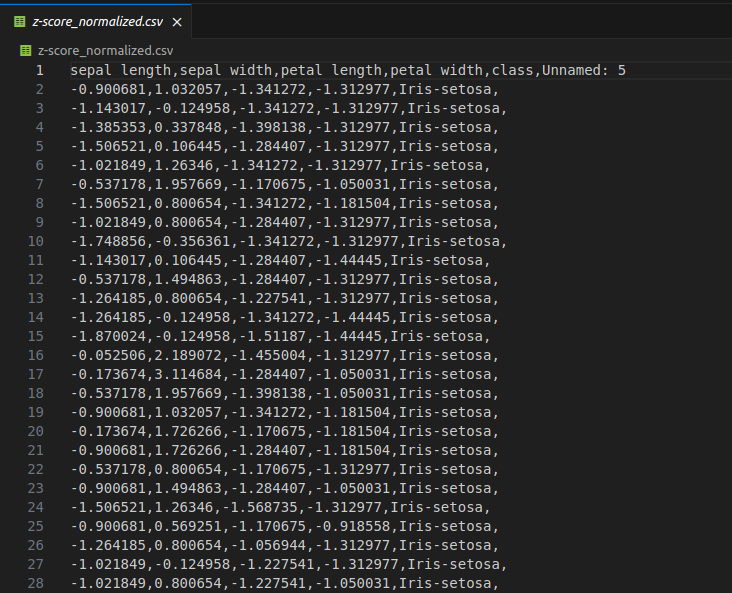 z-score_normalized.csv
z-score_normalized.csv
1 sepal length,sepal width,petal length,petal width,class,Unnamed: 5
2 -0.900681,1.032057,-1.341272,-1.312977,Iris-setosa,
3 -1.143017,-0.124958,-1.341272,-1.312977,Iris-setosa,
4 -1.385353,0.337848,-1.398138,-1.312977,Iris-setosa,
5 -1.506521,0.106445,-1.284407,-1.312977,Iris-setosa,
6 -1.021849,1.26346,-1.341272,-1.312977,Iris-setosa,
7 -0.537178,1.957669,-1.170675,-1.050031,Iris-setosa,
8 -1.506521,0.800654,-1.341272,-1.181504,Iris-setosa,
9 -1.021849,0.800654,-1.284407,-1.312977,Iris-setosa,
10 -1.748856,-0.356361,-1.341272,-1.312977,Iris-setosa,
11 -1.143017,0.106445,-1.284407,-1.44445,Iris-setosa,
12 -0.537178,1.494863,-1.284407,-1.312977,Iris-setosa,
13 -1.264185,0.800654,-1.227541,-1.312977,Iris-setosa,
14 -1.264185,-0.124958,-1.341272,-1.44445,Iris-setosa,
15 -1.870024,-0.124958,-1.51187,-1.44445,Iris-setosa,
16 -0.052506,2.189072,-1.455004,-1.312977,Iris-setosa,
17 -0.173674,3.114684,-1.284407,-1.050031,Iris-setosa,
18 -0.537178,1.957669,-1.398138,-1.050031,Iris-setosa,
19 -0.900681,1.032057,-1.341272,-1.181504,Iris-setosa,
20 -0.173674,1.726266,-1.170675,-1.181504,Iris-setosa,
21 -0.900681,1.726266,-1.284407,-1.181504,Iris-setosa,
22 -0.537178,0.800654,-1.170675,-1.312977,Iris-setosa,
23 -0.900681,1.494863,-1.284407,-1.050031,Iris-setosa,
24 -1.506521,1.26346,-1.568735,-1.312977,Iris-setosa,
25 -0.900681,0.569251,-1.170675,-0.918558,Iris-setosa,
26 -1.264185,0.800654,-1.056944,-1.312977,Iris-setosa,
27 -1.021849,-0.124958,-1.227541,-1.312977,Iris-setosa,
28 -1.021849,0.800654,-1.227541,-1.050031,Iris-setosa,